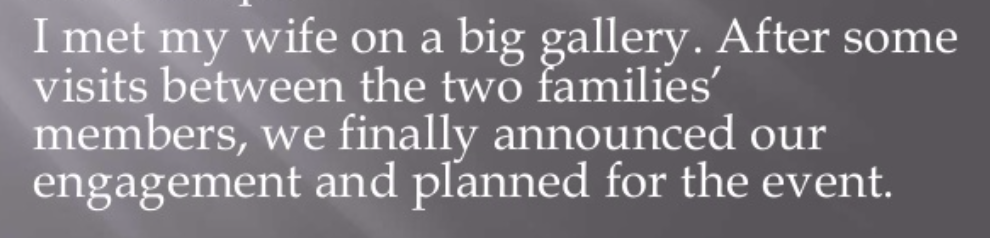 I met my wife on a big gallery. After some
visits between the two families’
members, we finally announced our
engagement and planned for the event.